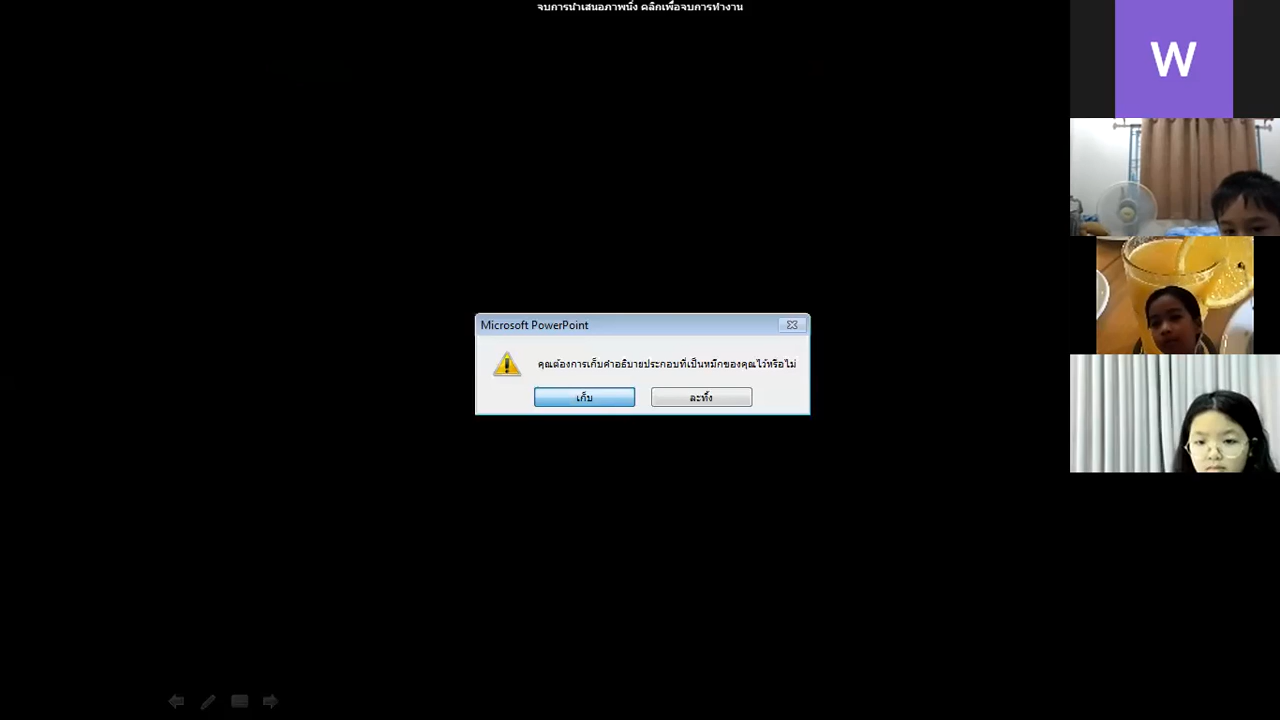 จบการนำเสนอภาพนิ่ง คลิกเพื่อจบการทำงาน
W
Microsoft PowerPoint
คุณต้องการเก็บคำอธิบายประกอบที่เป็นหมึกของคุณไว้หรือไม่
เก็บ
ละทิ้ง